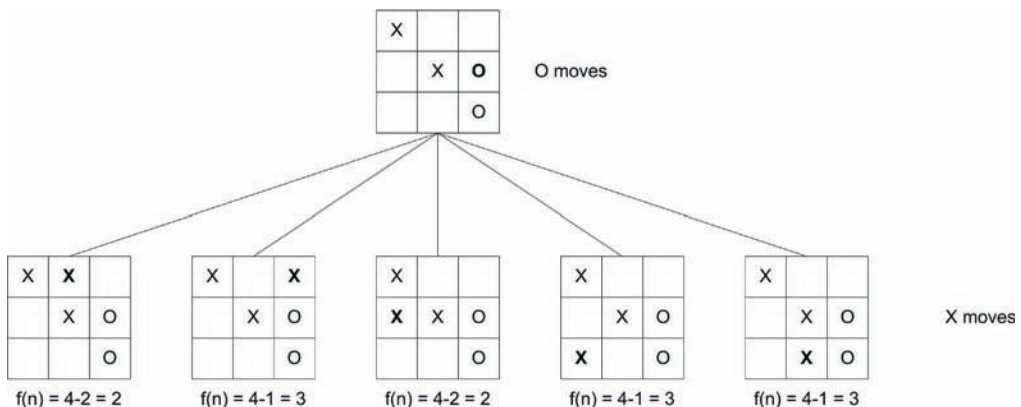 X
X O O moves
O
X X
X O
O
f(n) = 4-2 = 2
X X
X O
O
f(n) = 4-1 = 3
X
X X O
O
f(n) = 4-2 = 2
X
X O
X O
f(n) = 4-1 = 3
X
X O
X O
f(n) = 4-1 = 3
X moves